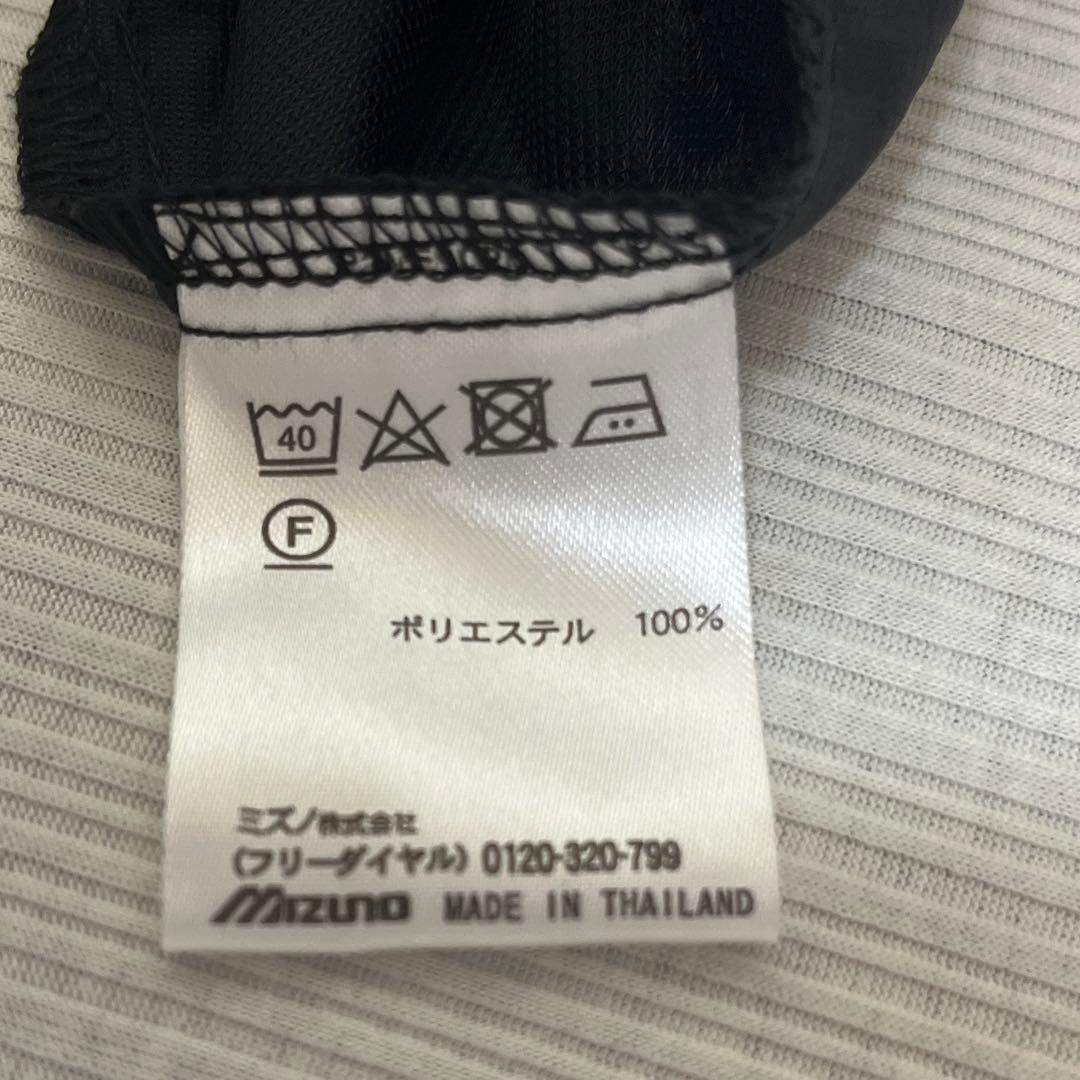 40
F
ポリエステル 100%
ミズノ株式会社
(フリーダイヤル) 0120-320-799
MIZUNO MADE IN THAILAND